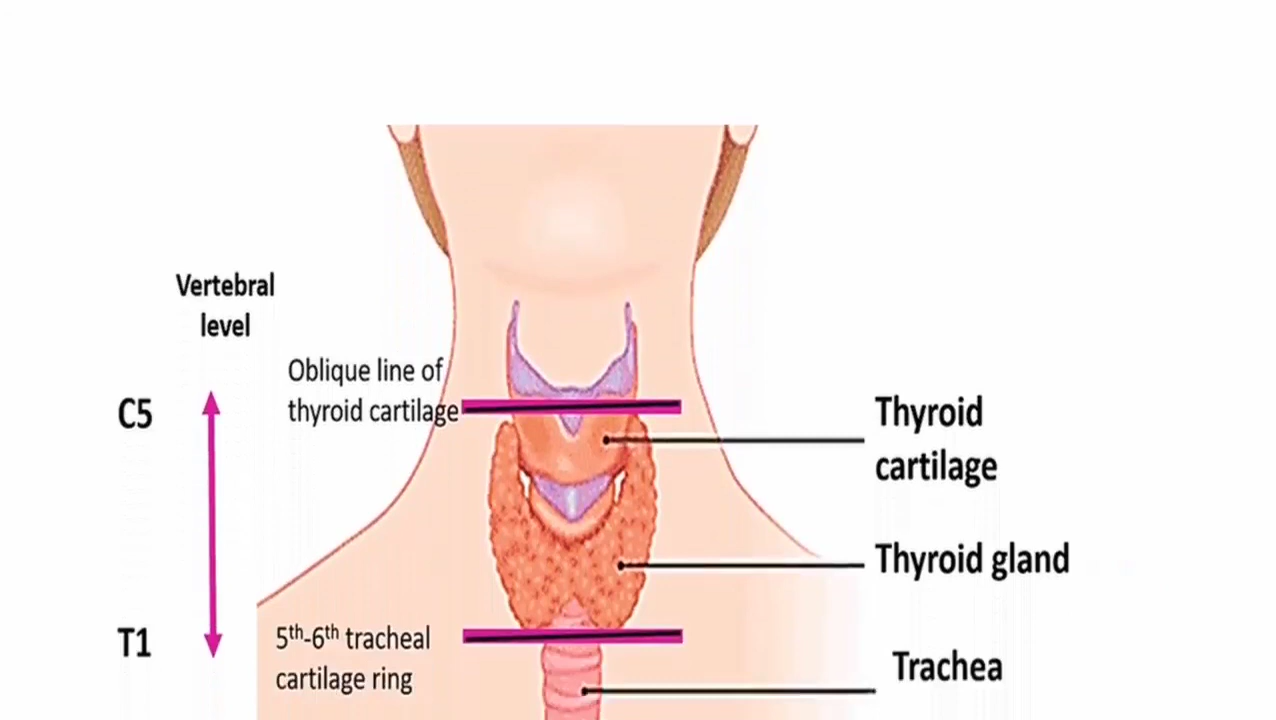 Vertebral
level
Oblique line of
thyroid cartilage
C5
Thyroid
cartilage
Thyroid gland
T1
5th-6th tracheal
cartilage ring
Trachea